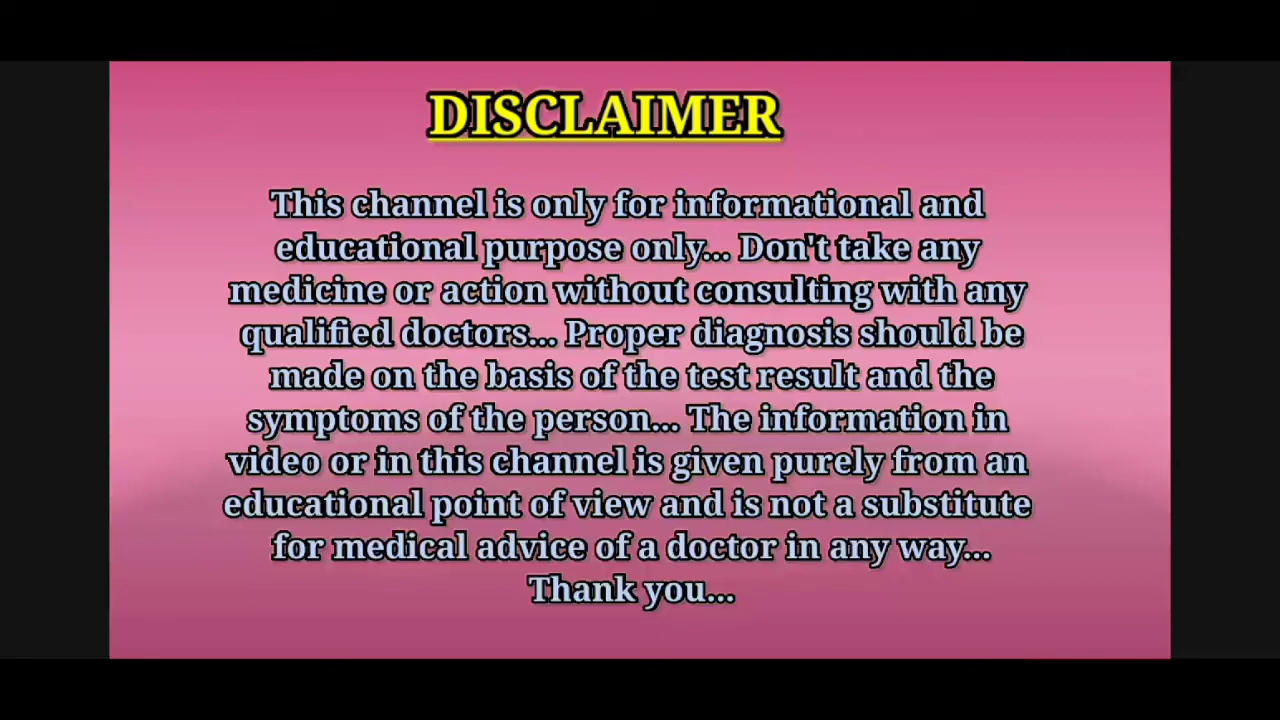 DISCLAIMER
This channel is only for informational and
educational purpose only... Don't take any
medicine or action without consulting with any
qualified doctors... Proper diagnosis should be
made on the basis of the test result and the
symptoms of the person... The information in
video or in this channel is given purely from an
educational point of view and is not a substitute
for medical advice of a doctor in any way...
Thank you...